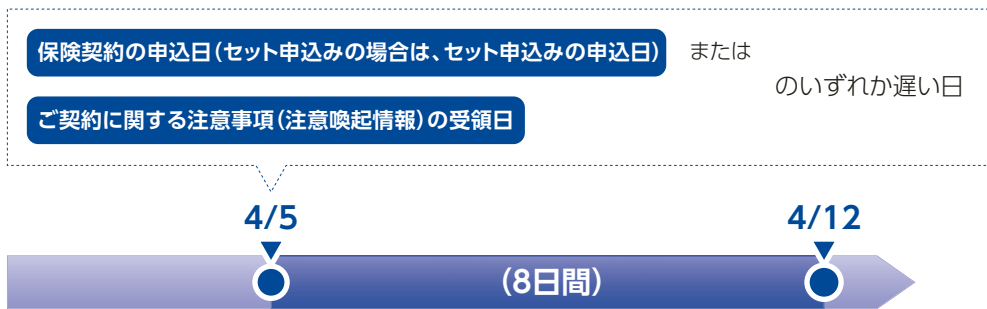 保険契約の申込日（セット申込みの場合は、セット申込みの申込日） または
のいずれか遅い日
ご契約に関する注意事項（注意喚起情報）の受領日
4/5 4/12
（8日間）